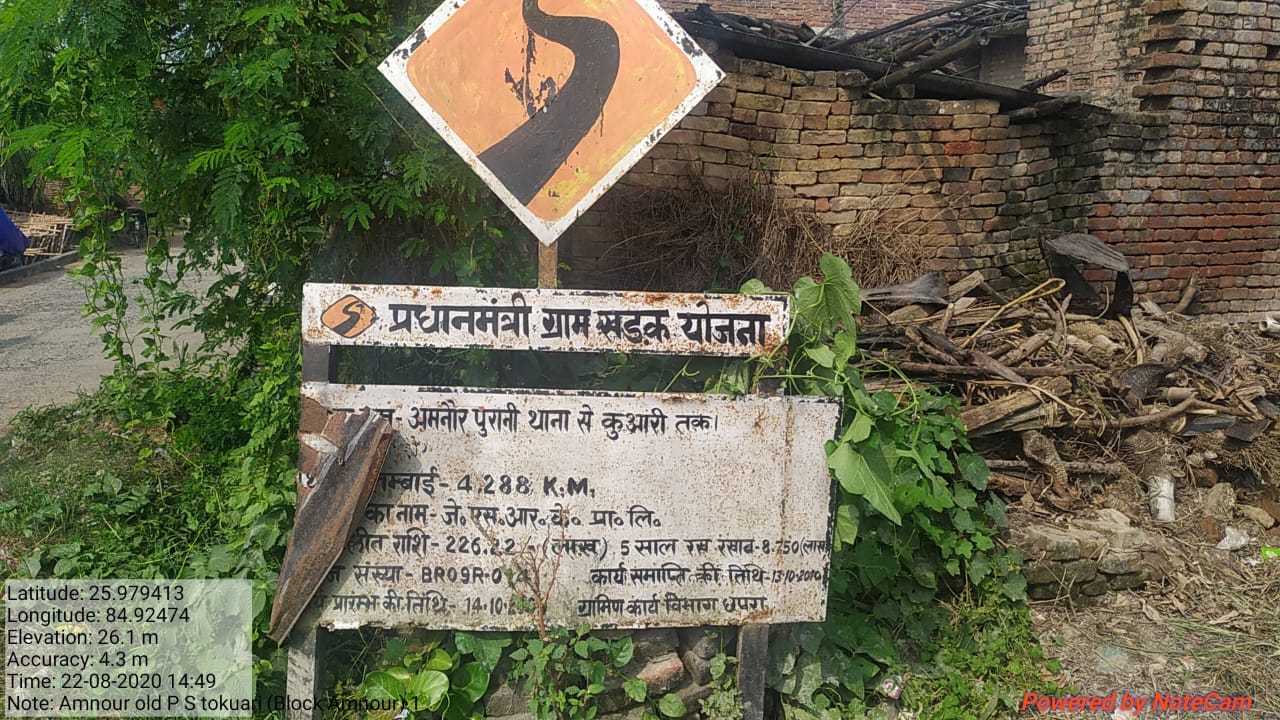 प्रधानमंत्री ग्राम सड़क योजना
अमनौर पुरानी थाना से कुआरी तक।
म्बाई- 4.288 K.M.
का नाम- जे. एस. आर. के. प्रा. लि.
राशि- 226.22 - (लाख) 5 साल रख रखाव- 8.750 (लाख
संख्या- BR09R-0 कार्य समाप्ति की तिथि- 13.10.2010
प्रारम्भ की तिथि- 14.10. ग्रामिण कार्य विभाग छपरा
Latitude: 25.979413
Longitude: 84.92474
Elevation: 26.1 m
Accuracy: 4.3 m
Time: 22-08-2020 14:49
Note: Amnour old P S tokuari (Block Amnour) 1
Powered by NoteCam